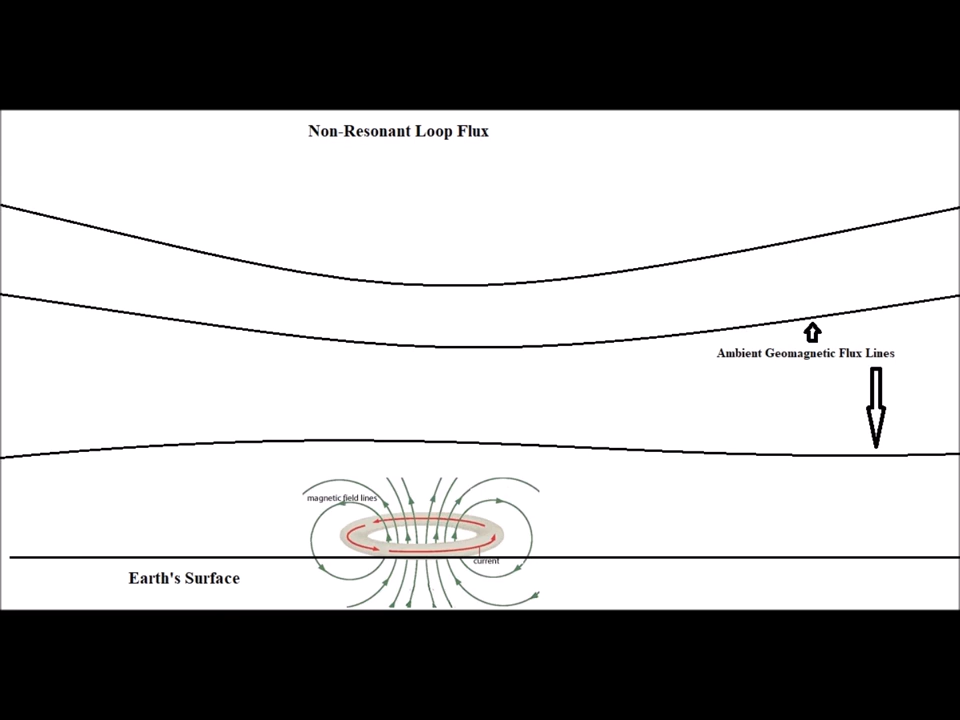 Non-Resonant Loop Flux
Ambient Geomagnetic Flux Lines
magnetic field lines
current
Earth's Surface